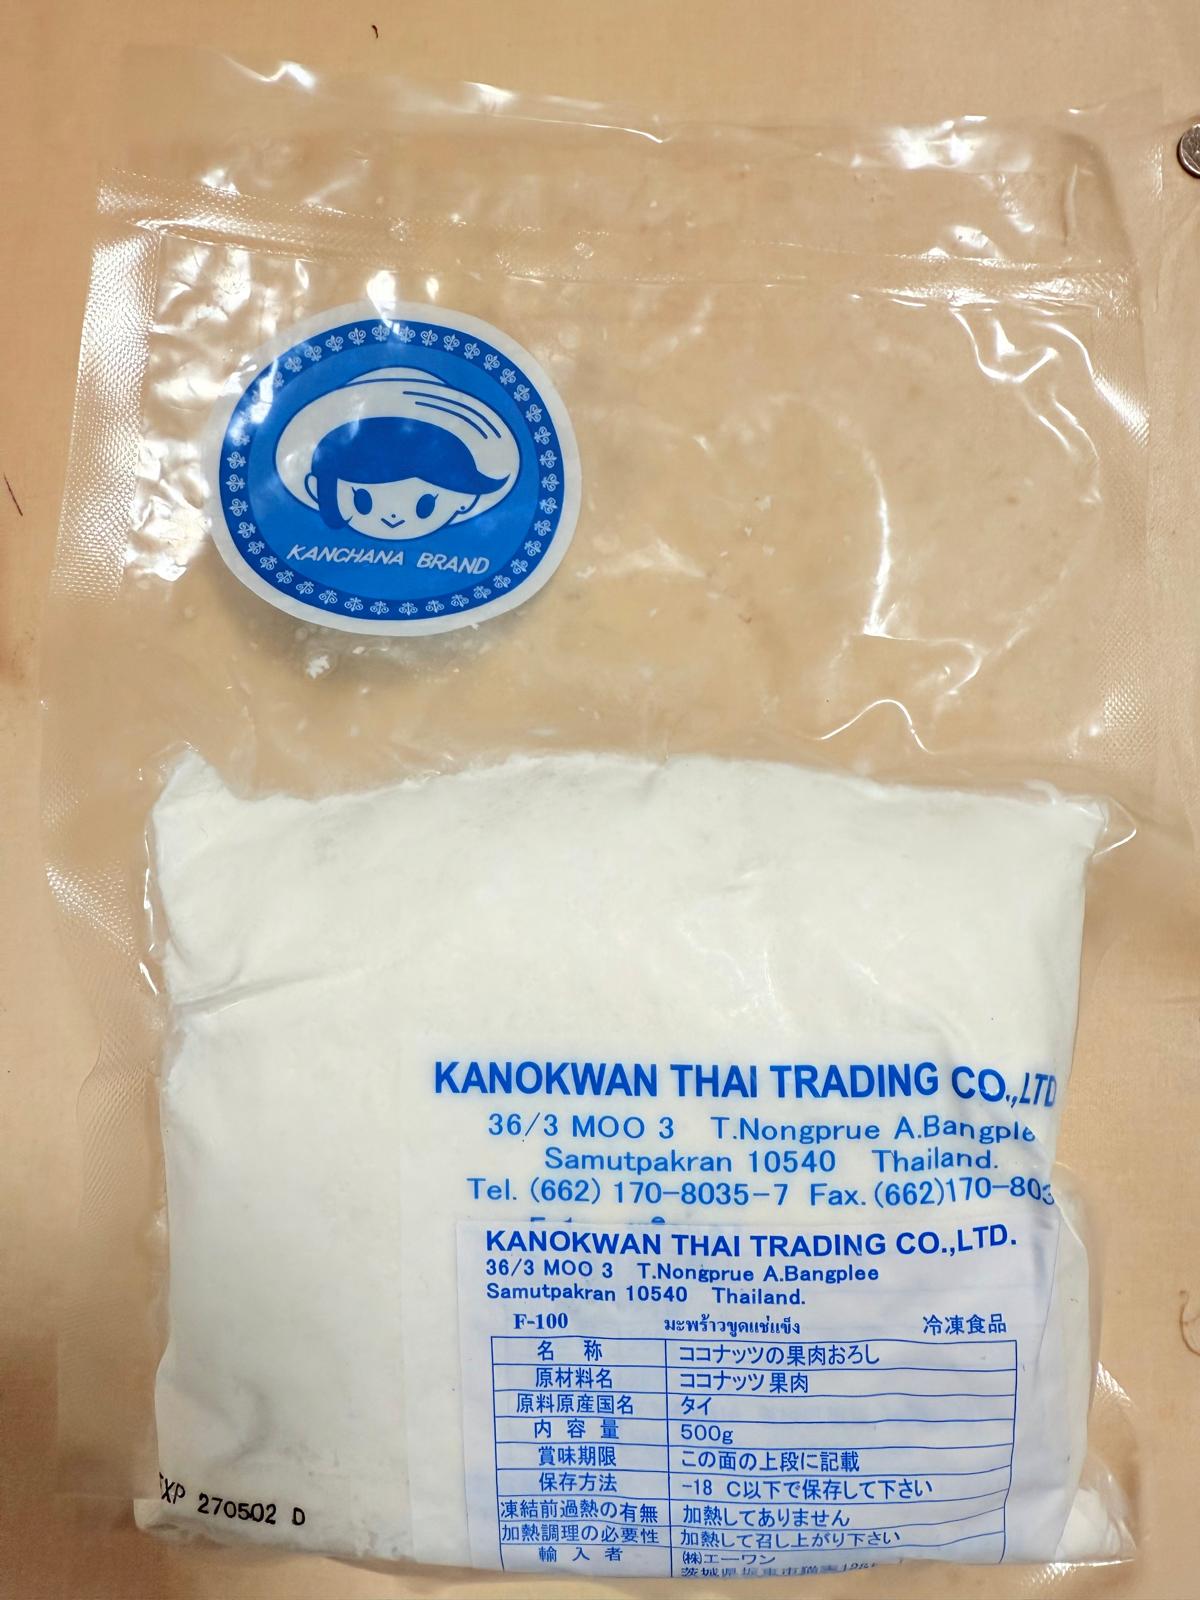 KANCHANA BRAND
KANOKWAN THAI TRADING CO.,LTD
36/3 MOO 3 T.Nongprue A.Bangple
Samutpakran 10540 Thailand.
Tel. (662) 170-8035-7 Fax. (662)170-803
KANOKWAN THAI TRADING CO.,LTD.
36/3 MOO 3 T.Nongprue A.Bangplee
Samutpakran 10540 Thailand.
F-100 มะพร้าวขูดแช่แข็ง 冷凍食品
名 称 ココナッツの果肉おろし
原材料名 ココナッツ果肉
原料原産国名 タイ
内 容 量 500g
賞味期限 この面の上段に記載
保存方法 -18 C以下で保存して下さい
凍結前過熱の有無 加熱してありません
加熱調理の必要性 加熱して召し上がり下さい
輸 入 者 ㈱エーワン
EXP 270502 D